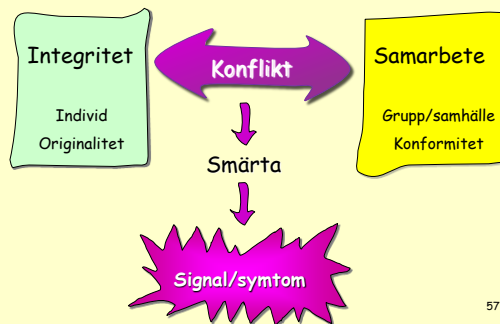 Integritet
Individ
Originalitet
Konflikt
Samarbete
Grupp/samhälle
Konformitet
Smärta
Signal/symtom
57